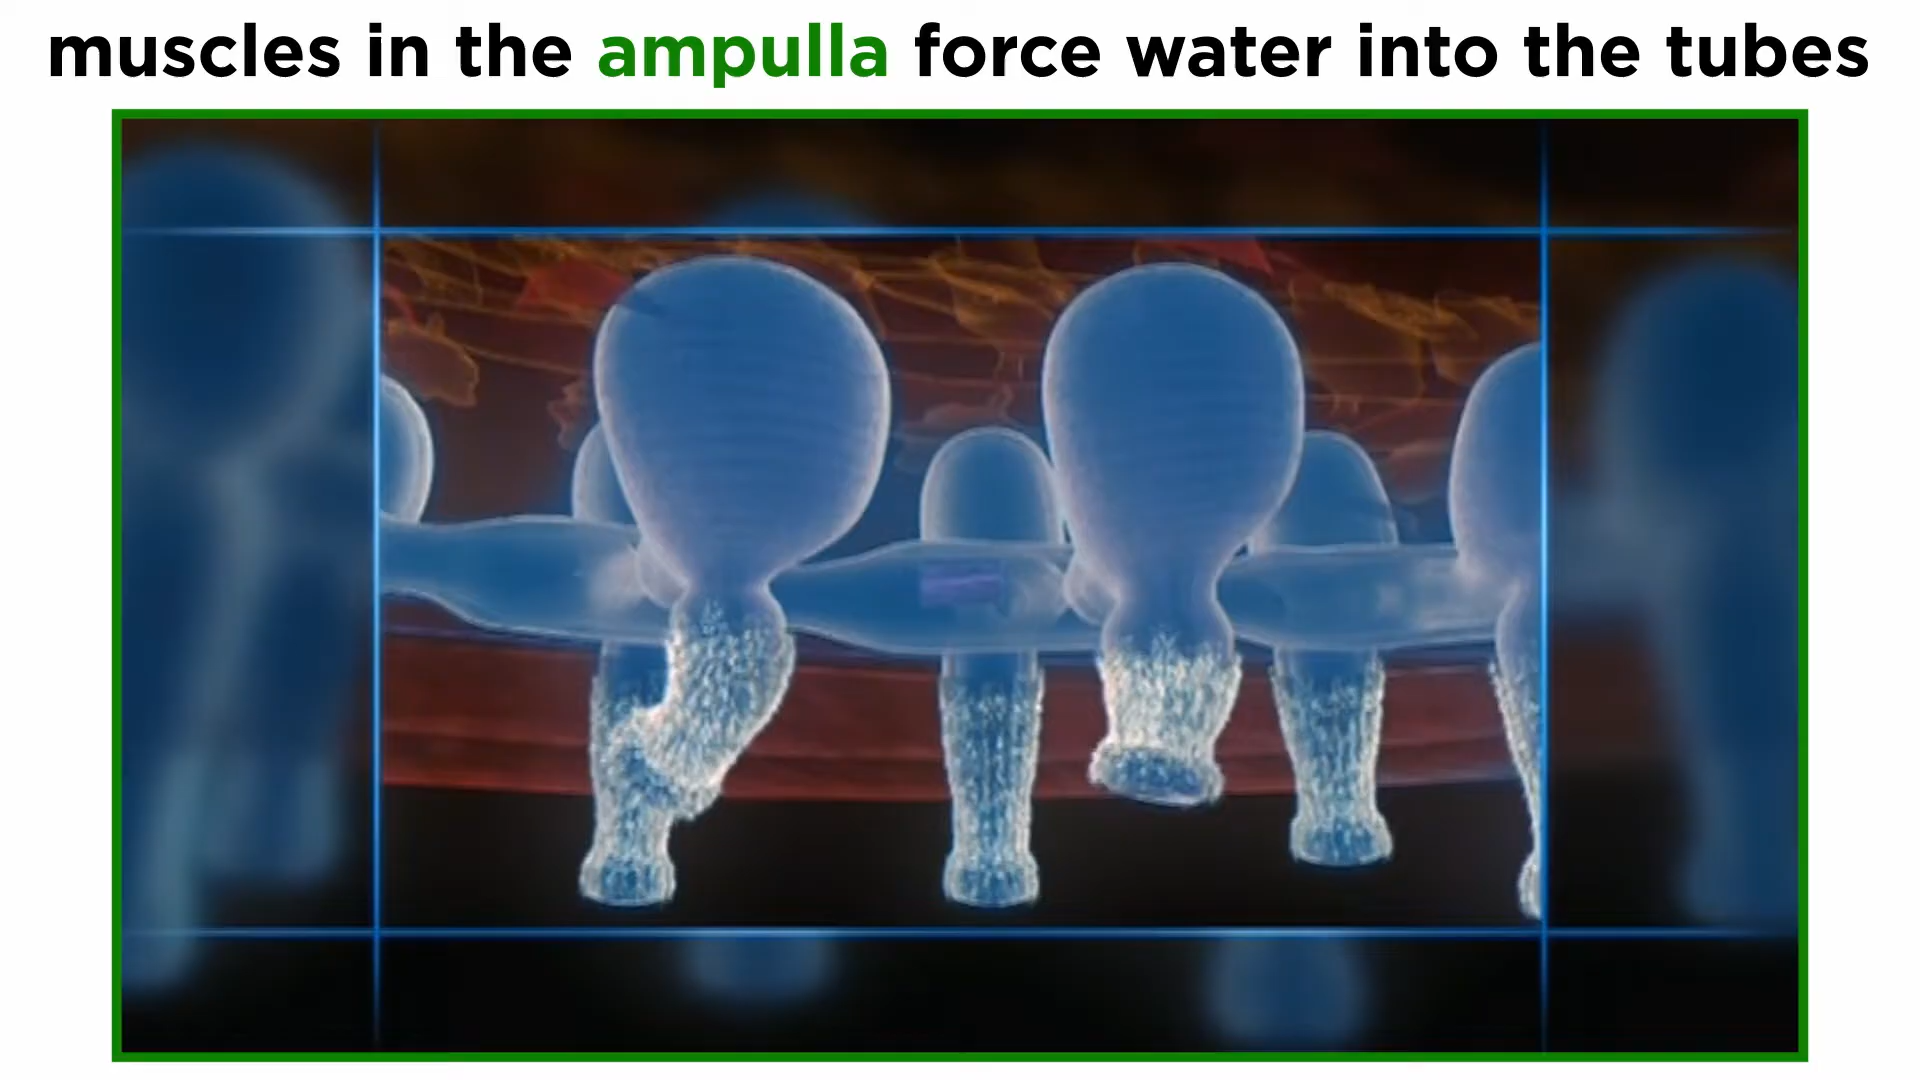 muscles in the ampulla force water into the tubes